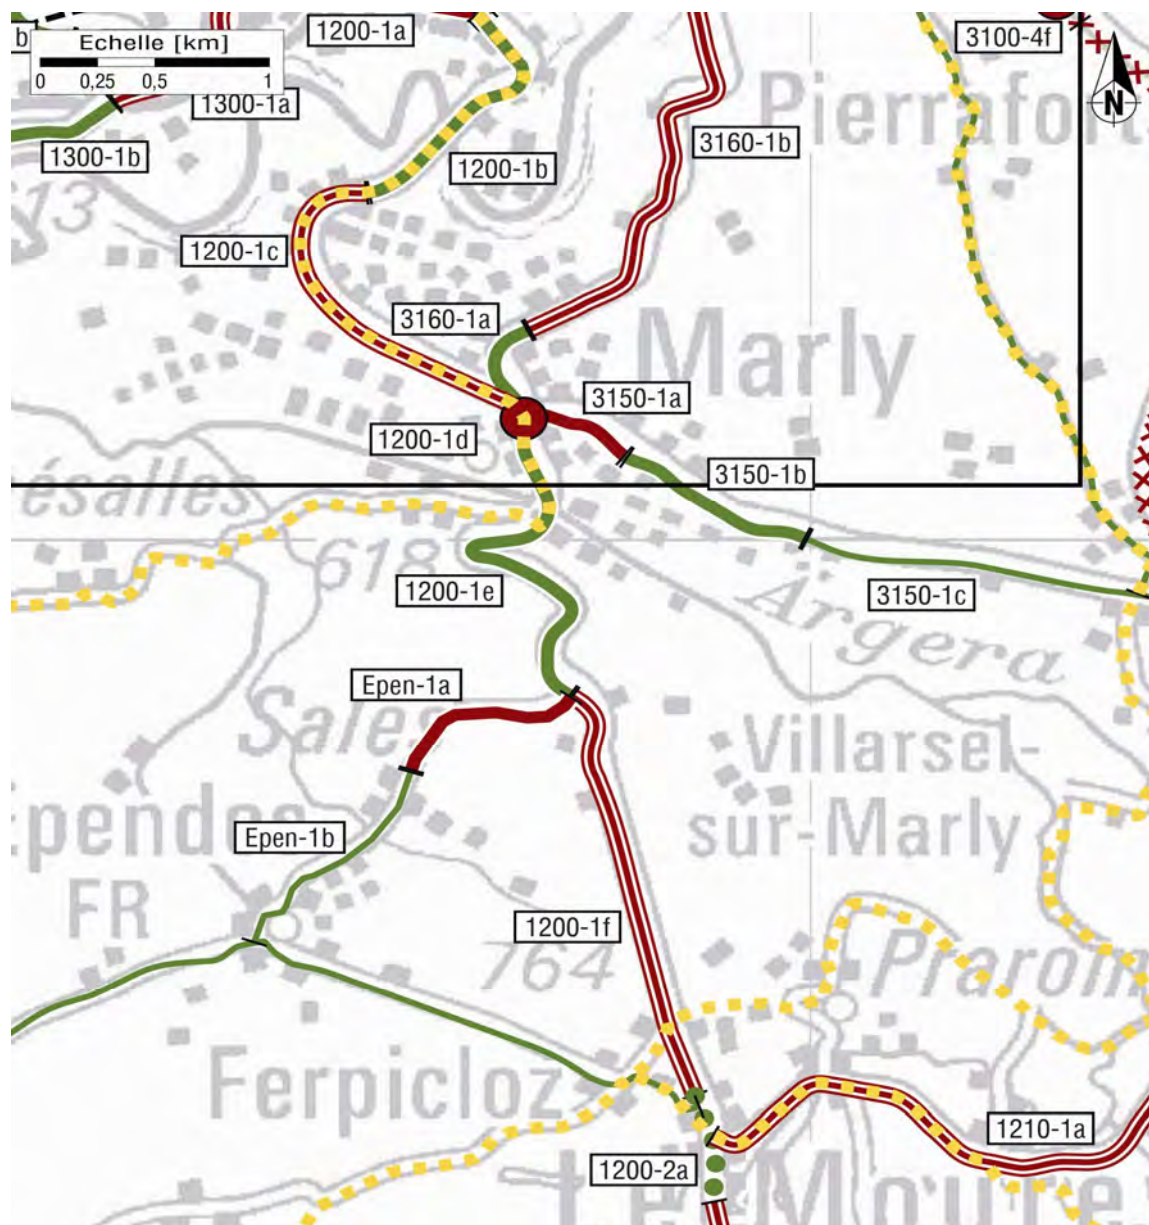 b
Echelle [km]
0 0,25 0,5 1
1200-1a
3100-4f
N
1300-1a
1300-1b
1200-1b
3160-1b
Pierrafort
613
1200-1c
3160-1a
Marly
3150-1a
1200-1d
3150-1b
ésalles
618
1200-1e
3150-1c
Ärgera
Epen-1a
Sales
Villarsel-
sur-Marly
Ependes
FR
Epen-1b
1200-1f
764
Praroman
Ferpicloz
1210-1a
1200-2a
Le Mouret